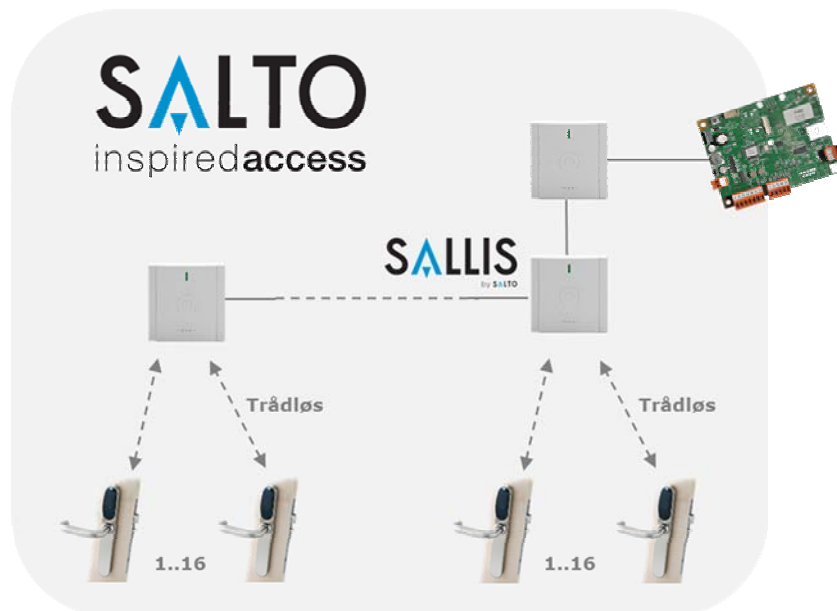 SALTO
inspiredaccess
SALLIS
by SALTO
Trådløs
Trådløs
1..16
1..16